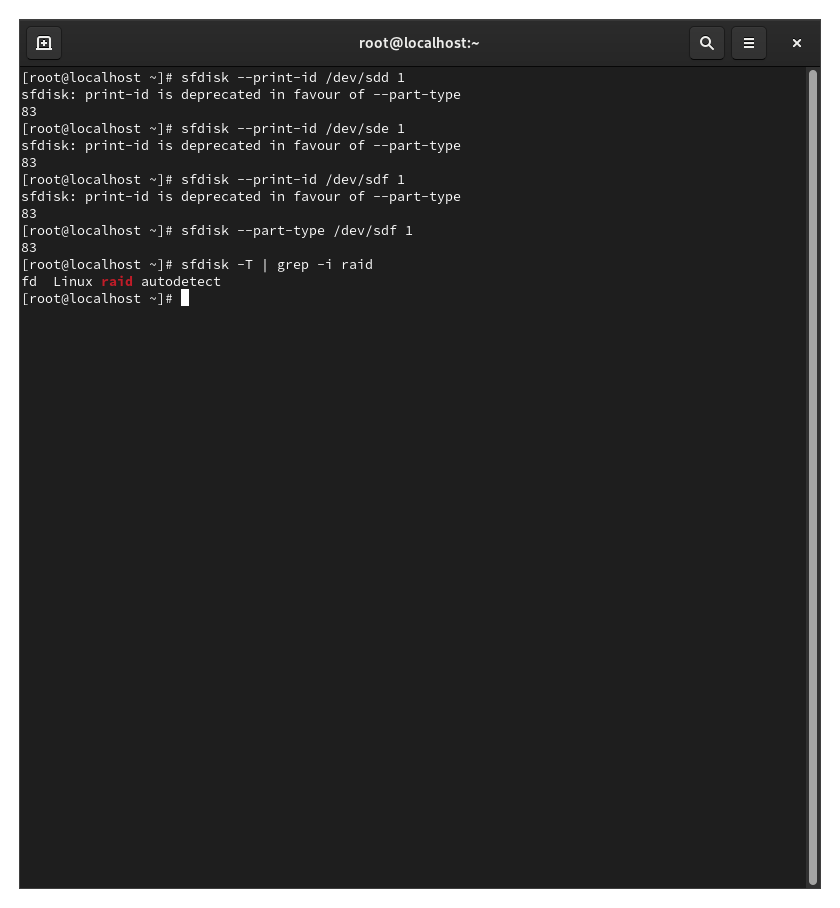 root@localhost:~
[root@localhost ~]# sfdisk --print-id /dev/sdd 1
sfdisk: print-id is deprecated in favour of --part-type
83
[root@localhost ~]# sfdisk --print-id /dev/sde 1
sfdisk: print-id is deprecated in favour of --part-type
83
[root@localhost ~]# sfdisk --print-id /dev/sdf 1
sfdisk: print-id is deprecated in favour of --part-type
83
[root@localhost ~]# sfdisk --part-type /dev/sdf 1
83
[root@localhost ~]# sfdisk -T | grep -i raid
fd  Linux raid autodetect
[root@localhost ~]#